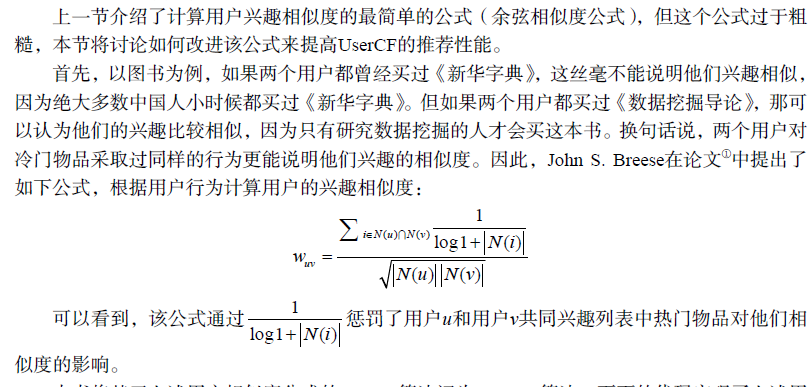 上一节介绍了计算用户兴趣相似度的最简单的公式（余弦相似度公式），但这个公式过于粗
糙，本节将讨论如何改进该公式来提高UserCF的推荐性能。
首先，以图书为例，如果两个用户都曾经买过《新华字典》，这丝毫不能说明他们兴趣相似，
因为绝大多数中国人小时候都买过《新华字典》。但如果两个用户都买过《数据挖掘导论》，那可
以认为他们的兴趣比较相似，因为只有研究数据挖掘的人才会买这本书。换句话说，两个用户对
冷门物品采取过同样的行为更能说明他们兴趣的相似度。因此，John S. Breese在论文①中提出了
如下公式，根据用户行为计算用户的兴趣相似度：
w_{uv} = \frac{\sum_{i∈N(u)∩N(v)} \frac{1}{\log 1+|N(i)|}}{\sqrt{|N(u)||N(v)|}}
可以看到，该公式通过 \frac{1}{\log 1+|N(i)|} 惩罚了用户u和用户v共同兴趣列表中热门物品对他们相
似度的影响。